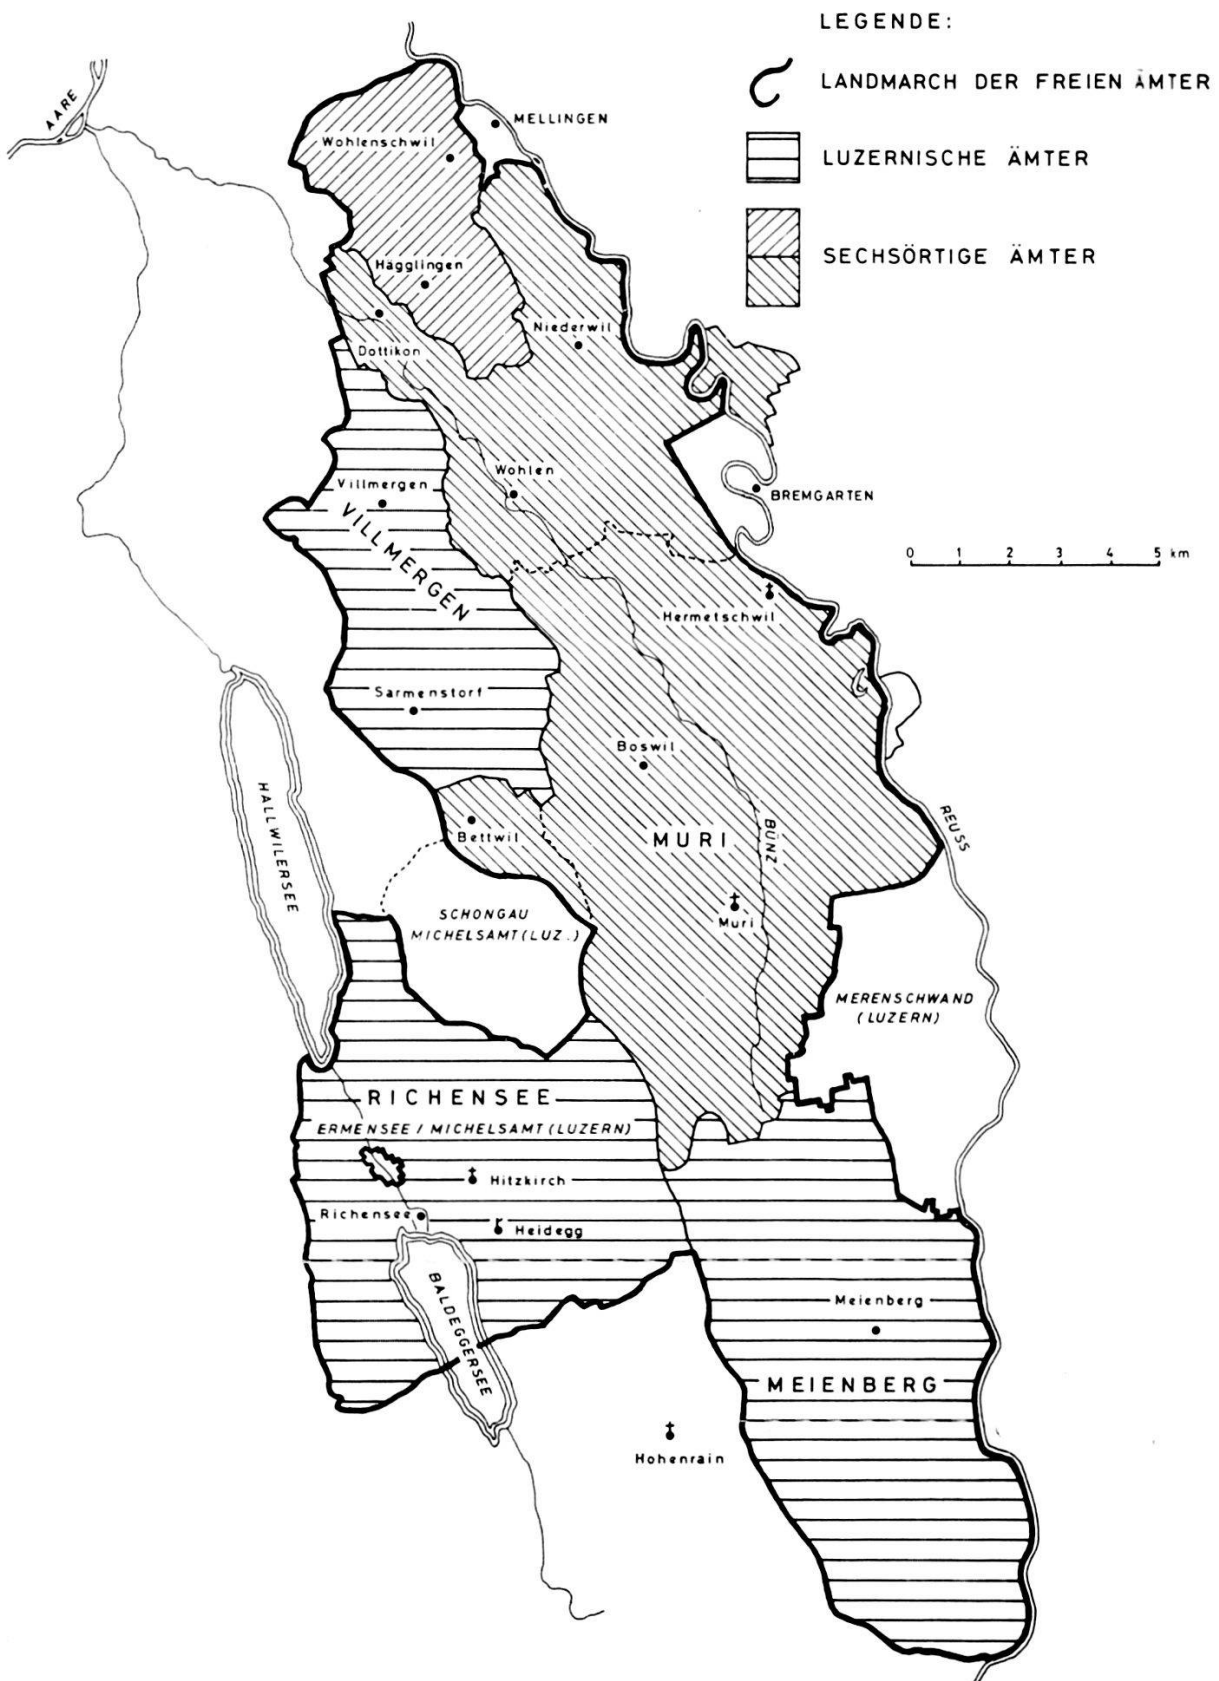 LEGENDE:
LANDMARCH DER FREIEN ÄMTER
LUZERNISCHE ÄMTER
SECHSÖRTIGE ÄMTER
AARE
MELLINGEN
Wohlenschwil
Hägglingen
Niederwil
Dottikon
Wohlen
Villmergen
BREMGARTEN
VILLMERGEN
0 1 2 3 4 5 km
Hermetschwil
Sarmenstorf
Boswil
HALLWILERSEE
REUSS
BÜNZ
Bettwil
MURI
Muri
SCHONGAU
MICHELSAMT (LUZ.)
MERENSCHWAND
(LUZERN)
RICHENSEE
ERMENSEE / MICHELSAMT (LUZERN)
Hitzkirch
Richensee
Heidegg
BALDEGGERSEE
Meienberg
MEIENBERG
Hohenrain